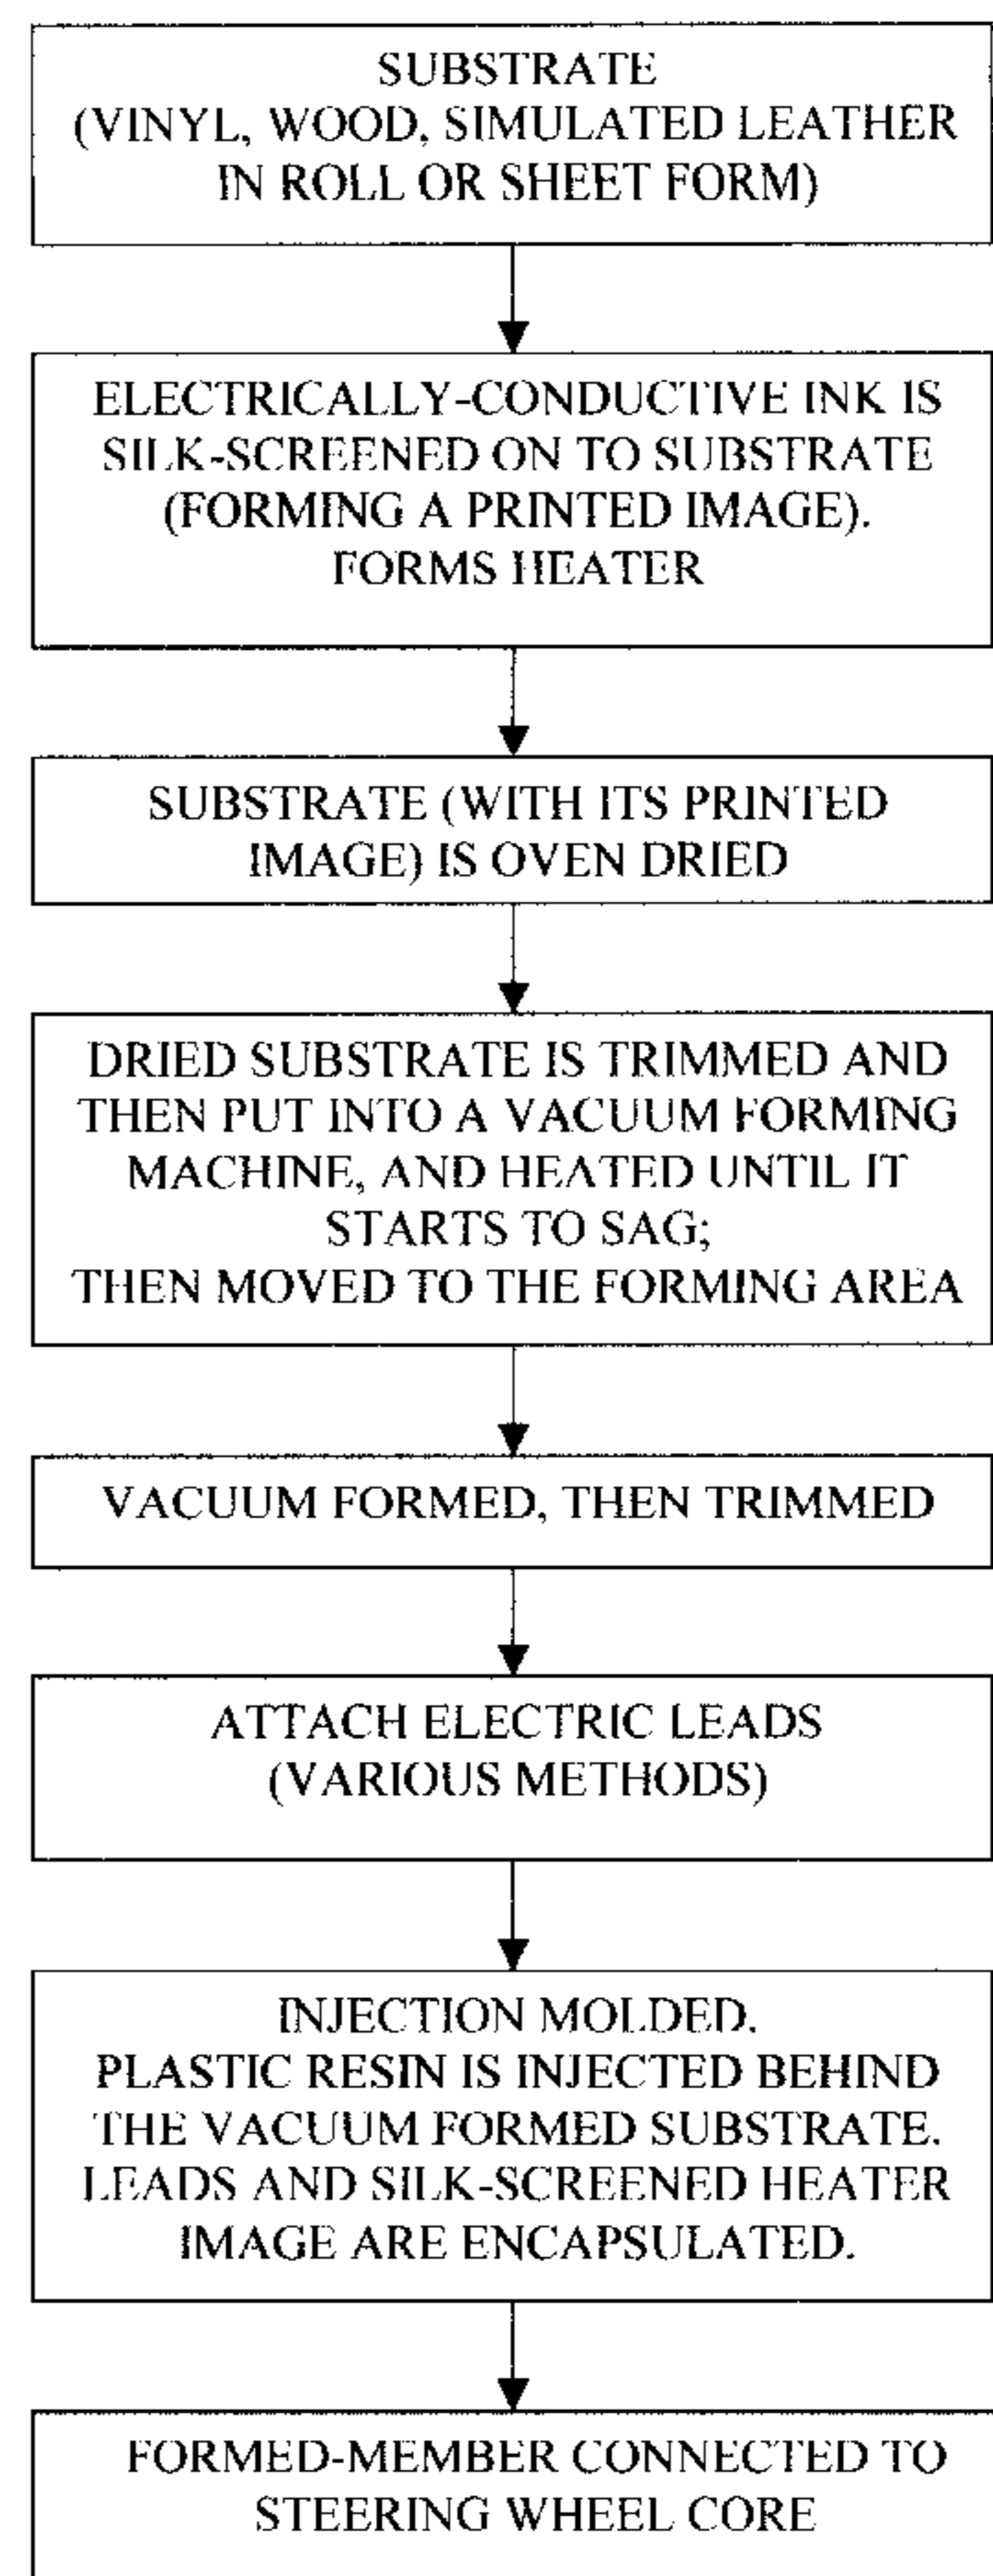 SUBSTRATE
(VINYL, WOOD, SIMULATED LEATHER
IN ROLL OR SHEET FORM)
ELECTRICALLY-CONDUCTIVE INK IS
SILK-SCREENED ON TO SUBSTRATE
(FORMING A PRINTED IMAGE).
FORMS HEATER
SUBSTRATE (WITH ITS PRINTED
IMAGE) IS OVEN DRIED
DRIED SUBSTRATE IS TRIMMED AND
THEN PUT INTO A VACUUM FORMING
MACHINE, AND HEATED UNTIL IT
STARTS TO SAG;
THEN MOVED TO THE FORMING AREA
VACUUM FORMED, THEN TRIMMED
ATTACH ELECTRIC LEADS
(VARIOUS METHODS)
INJECTION MOLDED.
PLASTIC RESIN IS INJECTED BEHIND
THE VACUUM FORMED SUBSTRATE.
LEADS AND SILK-SCREENED HEATER
IMAGE ARE ENCAPSULATED.
FORMED-MEMBER CONNECTED TO
STEERING WHEEL CORE